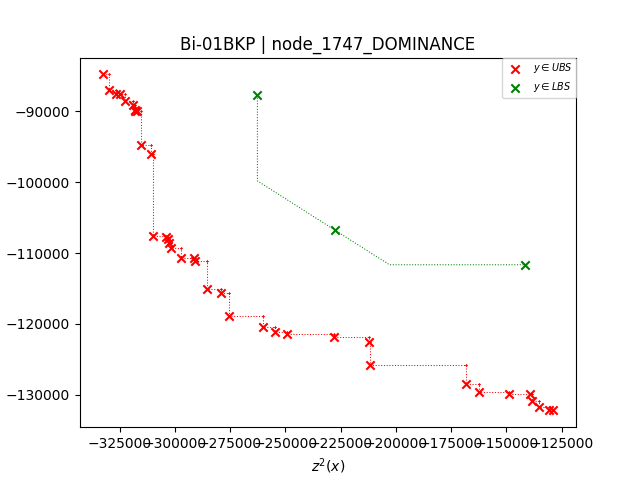 Bi-01BKP | node_1747_DOMINANCE
y ∈ UBS
y ∈ LBS
−90000
−100000
−110000
−120000
−130000
−325000 −300000 −275000 −250000 −225000 −200000 −175000 −150000 −125000
z²(x)